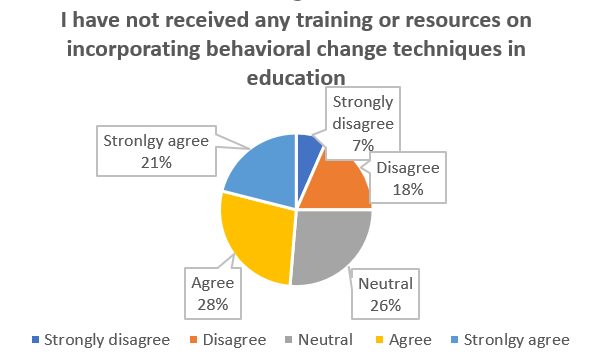 I have not received any training or resources on
incorporating behavioral change techniques in
education
Strongly
disagree
7%
Disagree
18%
Neutral
26%
Agree
28%
Stronlgy agree
21%
Strongly disagree Disagree Neutral Agree Stronlgy agree